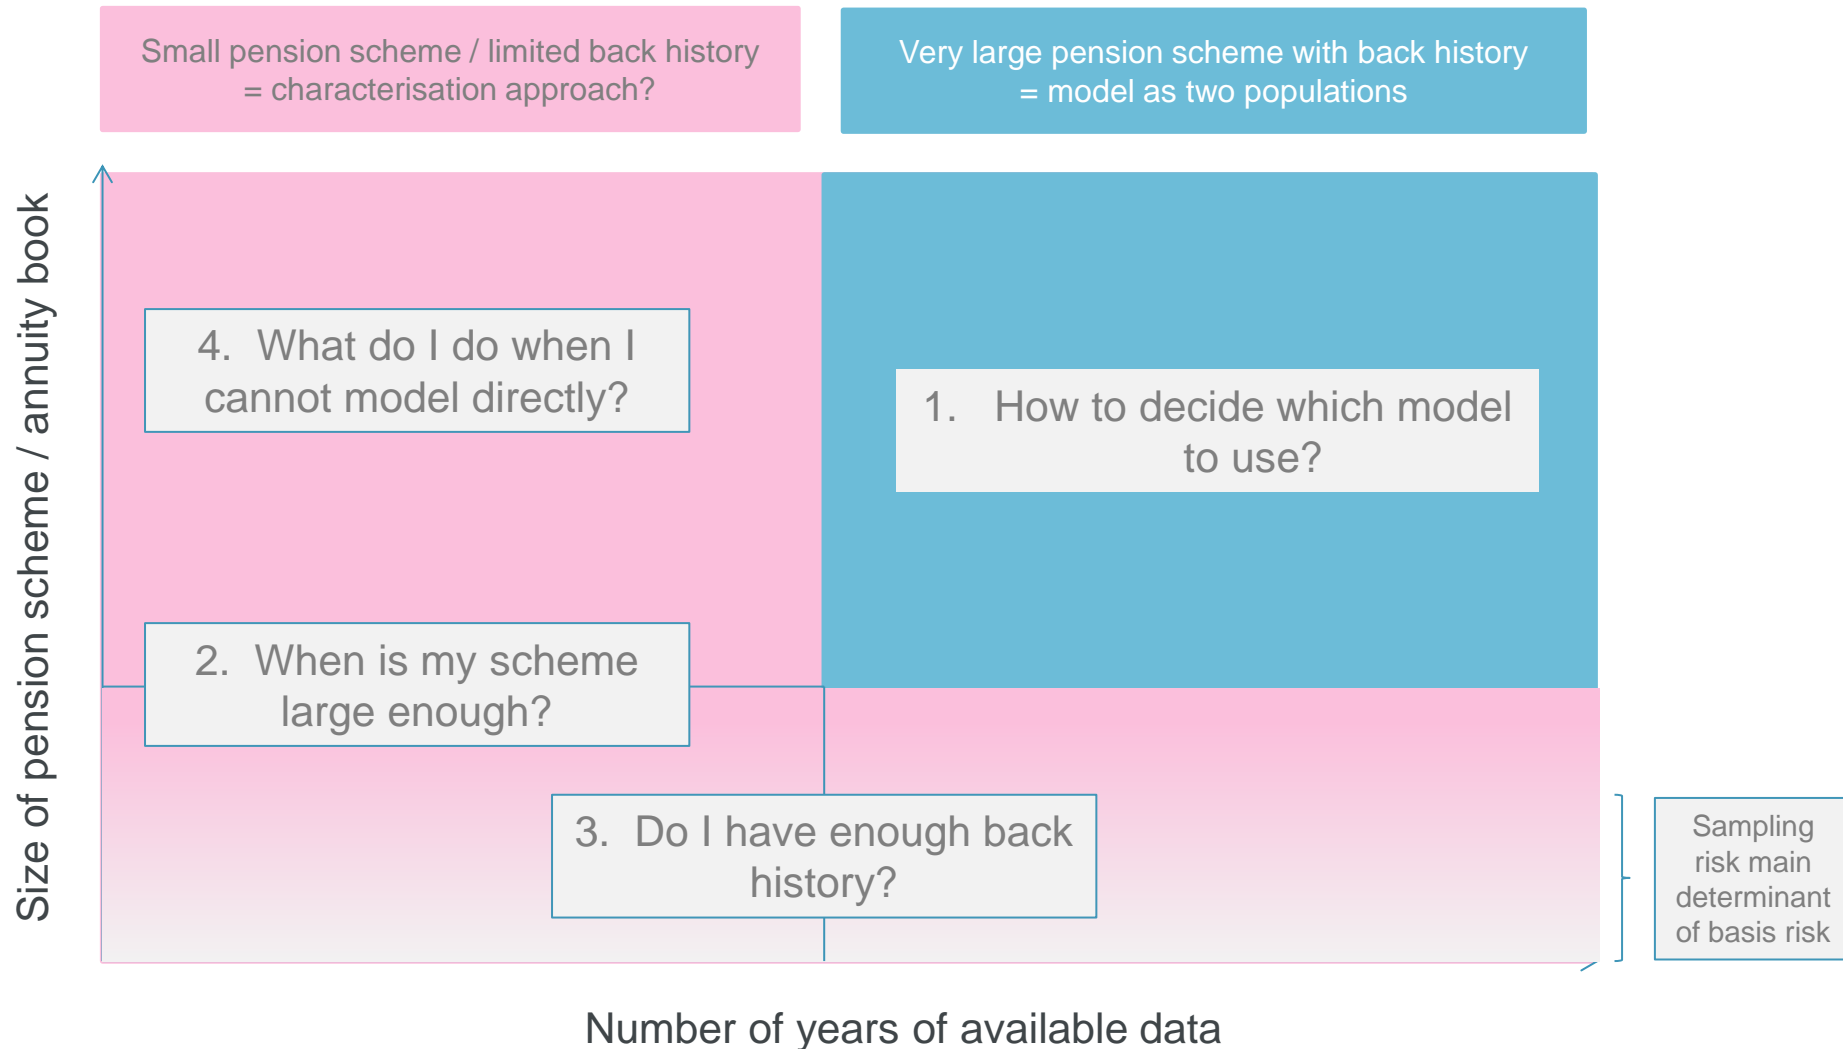 Small pension scheme / limited back history
= characterisation approach?
Very large pension scheme with back history
= model as two populations
Size of pension scheme / annuity book
4. What do I do when I
cannot model directly?
1. How to decide which model
to use?
2. When is my scheme
large enough?
3. Do I have enough back
history?
Sampling
risk main
determinant
of basis risk
Number of years of available data